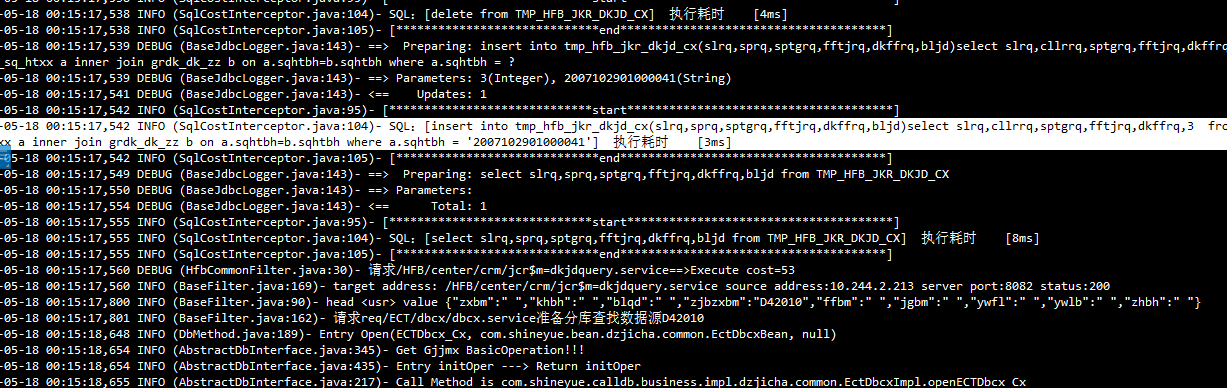 -05-18 00:15:17,538 INFO (SqlCostInterceptor.java:104)- SQL：[delete from TMP_HFB_JKR_DKJD_CX] 执行耗时 [4ms]
-05-18 00:15:17,538 INFO (SqlCostInterceptor.java:105)- [****************************end*************************************]
-05-18 00:15:17,539 DEBUG (BaseJdbcLogger.java:143)- ==> Preparing: insert into tmp_hfb_jkr_dkjd_cx(slrq,sprq,sptgrq,fftjrq,dkffrq,bljd)select slrq,cllrrq,sptgrq,fftjrq,dkffr
_sq_htxx a inner join grdk_dk_zz b on a.sqhtbh=b.sqhtbh where a.sqhtbh = ?
-05-18 00:15:17,539 DEBUG (BaseJdbcLogger.java:143)- ==> Parameters: 3(Integer), 2007102901000041(String)
-05-18 00:15:17,541 DEBUG (BaseJdbcLogger.java:143)- <== Updates: 1
-05-18 00:15:17,542 INFO (SqlCostInterceptor.java:95)- [****************************start*************************************]
-05-18 00:15:17,542 INFO (SqlCostInterceptor.java:104)- SQL：[insert into tmp_hfb_jkr_dkjd_cx(slrq,sprq,sptgrq,fftjrq,dkffrq,bljd)select slrq,cllrrq,sptgrq,fftjrq,dkffrq,3 fro
xx a inner join grdk_dk_zz b on a.sqhtbh=b.sqhtbh where a.sqhtbh = '2007102901000041'] 执行耗时 [3ms]
-05-18 00:15:17,542 INFO (SqlCostInterceptor.java:105)- [****************************end*************************************]
-05-18 00:15:17,549 DEBUG (BaseJdbcLogger.java:143)- ==> Preparing: select slrq,sprq,sptgrq,fftjrq,dkffrq,bljd from TMP_HFB_JKR_DKJD_CX
-05-18 00:15:17,550 DEBUG (BaseJdbcLogger.java:143)- ==> Parameters:
-05-18 00:15:17,554 DEBUG (BaseJdbcLogger.java:143)- <== Total: 1
-05-18 00:15:17,555 INFO (SqlCostInterceptor.java:95)- [****************************start*************************************]
-05-18 00:15:17,555 INFO (SqlCostInterceptor.java:104)- SQL：[select slrq,sprq,sptgrq,fftjrq,dkffrq,bljd from TMP_HFB_JKR_DKJD_CX] 执行耗时 [8ms]
-05-18 00:15:17,555 INFO (SqlCostInterceptor.java:105)- [****************************end*************************************]
-05-18 00:15:17,560 DEBUG (HfbCommonFilter.java:30)- 请求/HFB/center/crm/jcr$m=dkjdquery.service==>Execute cost=53
-05-18 00:15:17,560 INFO (BaseFilter.java:169)- target address: /HFB/center/crm/jcr$m=dkjdquery.service source address:10.244.2.213 server port:8082 status:200
-05-18 00:15:17,800 INFO (BaseFilter.java:90)- head <usr> value {"zxbm":" ","khbh":" ","blqd":" ","zjbzxbm":"D42010","ffbm":" ","jgbm":" ","ywfl":" ","ywlb":" ","zhbh":" "}
-05-18 00:15:17,801 INFO (BaseFilter.java:162)- 请求req/ECT/dbcx/dbcx.service准备分库查找数据源D42010
-05-18 00:15:18,648 INFO (DbMethod.java:189)- Entry Open(ECTDbcx_Cx, com.shineyue.bean.dzjicha.common.EctDbcxBean, null)
-05-18 00:15:18,654 INFO (AbstractDbInterface.java:345)- Get Gjjmx BasicOperation!!!
-05-18 00:15:18,654 INFO (AbstractDbInterface.java:435)- Entry initOper ---> Return initOper
-05-18 00:15:18,655 INFO (AbstractDbInterface.java:217)- Call Method is com.shineyue.calldb.business.impl.dzjicha.common.EctDbcxImpl.openECTDbcx_Cx